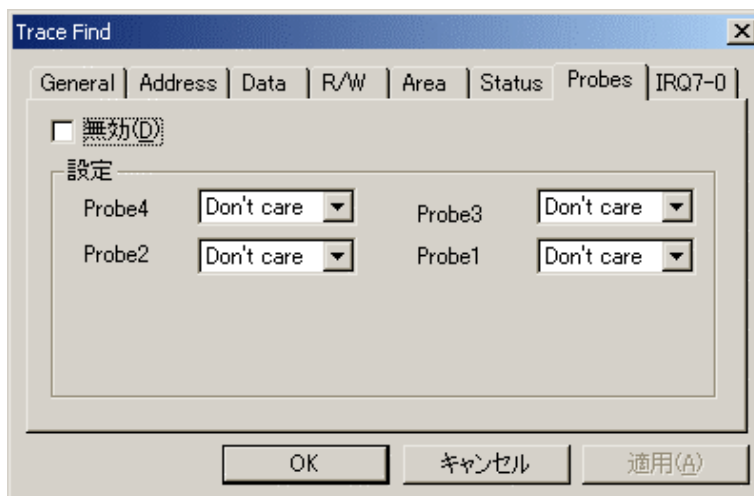 Trace Find
General Address Data R/W Area Status Probes IRQ7-0
無効(D)
設定
Probe4 Don't care Probe3 Don't care
Probe2 Don't care Probe1 Don't care
OK キャンセル 適用(A)